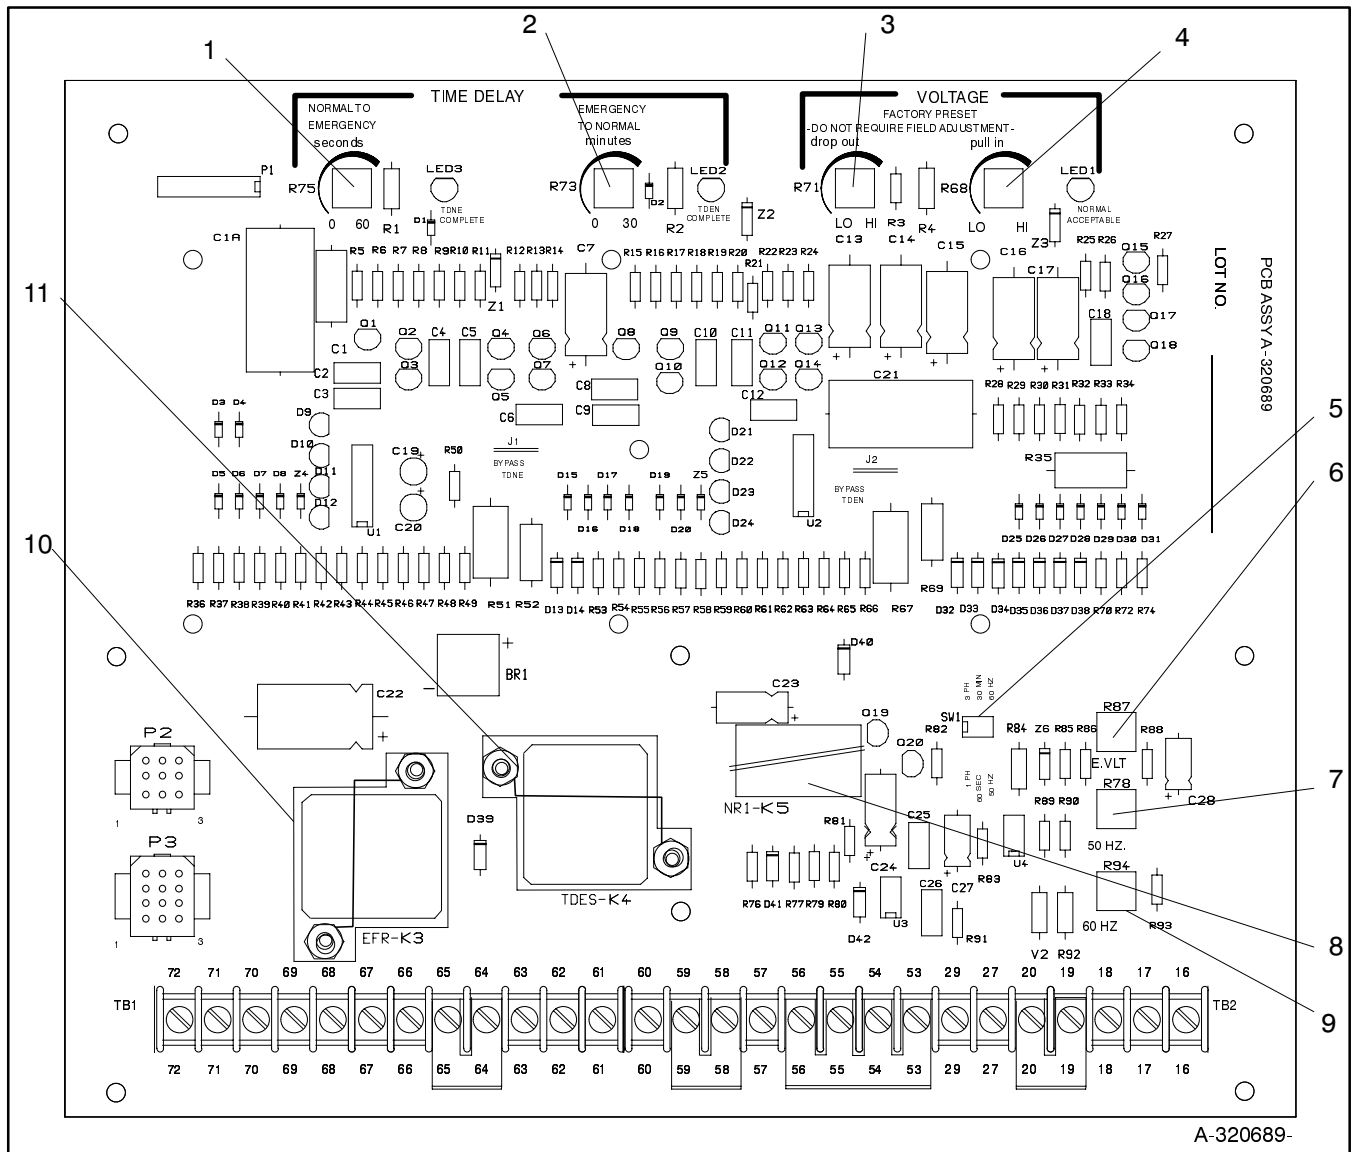 1
2
3
4
TIME DELAY
VOLTAGE
NORMAL TO
EMERGENCY
seconds
EMERGENCY
TO NORMAL
minutes
FACTORY PRESET
-DO NOT REQUIRE FIELD ADJUSTMENT-
drop out
pull in
P1
R75
0 60
R1
LED3
TDNE
COMPLETE
D1
R73
0 30
D2
R2
LED2
TDEN
COMPLETE
Z2
R71
LO HI
R3
R4
R68
LO HI
LED1
NORMAL
ACCEPTABLE
Z3
C1A
R5 R6 R7 R8 R9 R10 R11 Z1 R12 R13 R14
C7
R15 R16 R17 R18 R19 R20 R21 R22 R23 R24
C13 C14 C15 C16 C17
R25 R26 Q15 R27
Q16
Q17
Q18
C18
LOT NO.
PCB ASSY A-320689
11
Q1 Q2 C4 C5 Q4 Q6 Q8 Q9 C10 C11 Q11 Q13
C1
C2
C3
Q3 Q5 Q7 Q10 Q12 Q14
C8
C9
C6
C12
C21
R28 R29 R30 R31 R32 R33 R34
5
D3 D4
D9
D10
D11
D12
C19
C20
R50
J1
BYPASS
TDNE
D21
D22
D23
D24
J2
BYPASS
TDEN
R35
6
D5 D6 D7 D8 Z4
U1
D15 D17 D19 Z5
D16 D18 D20
U2
D25 D26 D27 D28 D29 D30 D31
10
R36 R37 R38 R39 R40 R41 R42 R43 R44 R45 R46 R47 R48 R49 R51 R52 D13 D14 R53 R54 R55 R56 R57 R58 R59 R60 R61 R62 R63 R64 R65 R66 R67 R69 D32 D33 D34 D35 D36 D37 D38 R70 R72 R74
BR1
+
−
C22
+
D40
C23
+
3 PH
30 MIN
60 HZ
SW1
1 PH
60 SEC
50 HZ
Q19
Q20
R82
R84 Z6 R85 R86
R87
E.VLT
R88
C28
R78
50 HZ.
7
P2
1 3
P3
1 3
EFR-K3
D39
TDES-K4
NR1-K5
R81
C25
R89 R90
R83
U4
R94
60 HZ
R93
R76 D41 R77 R79 R80
C24
C26
C27
D42
U3
R91
V2 R92
8
9
72 71 70 69 68 67 66 65 64 63 62 61 60 59 58 57 56 55 54 53 29 27 20 19 18 17 16
TB1
TB2
72 71 70 69 68 67 66 65 64 63 62 61 60 59 58 57 56 55 54 53 29 27 20 19 18 17 16
A-320689-